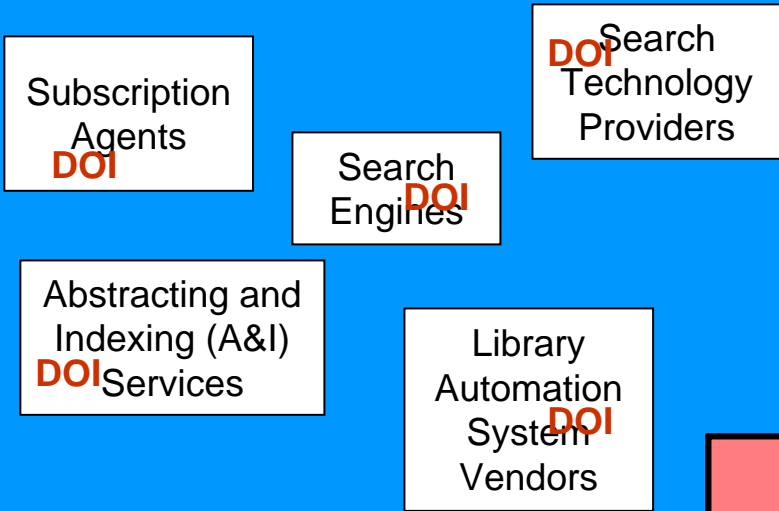 Subscription
Agents
DOI
DOI
Search
Technology
Providers
Search
Engines
DOI
Abstracting and
Indexing (A&I)
DOI
Services
Library
Automation
System
DOI
Vendors